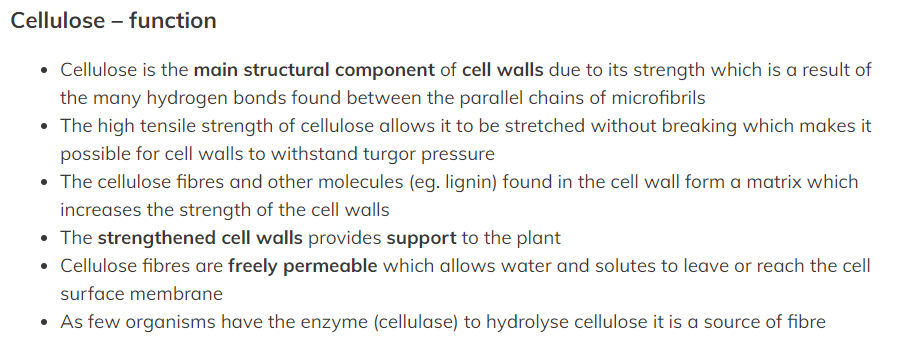 Cellulose – function
• Cellulose is the main structural component of cell walls due to its strength which is a result of
the many hydrogen bonds found between the parallel chains of microfibrils
• The high tensile strength of cellulose allows it to be stretched without breaking which makes it
possible for cell walls to withstand turgor pressure
• The cellulose fibres and other molecules (eg. lignin) found in the cell wall form a matrix which
increases the strength of the cell walls
• The strengthened cell walls provides support to the plant
• Cellulose fibres are freely permeable which allows water and solutes to leave or reach the cell
surface membrane
• As few organisms have the enzyme (cellulase) to hydrolyse cellulose it is a source of fibre